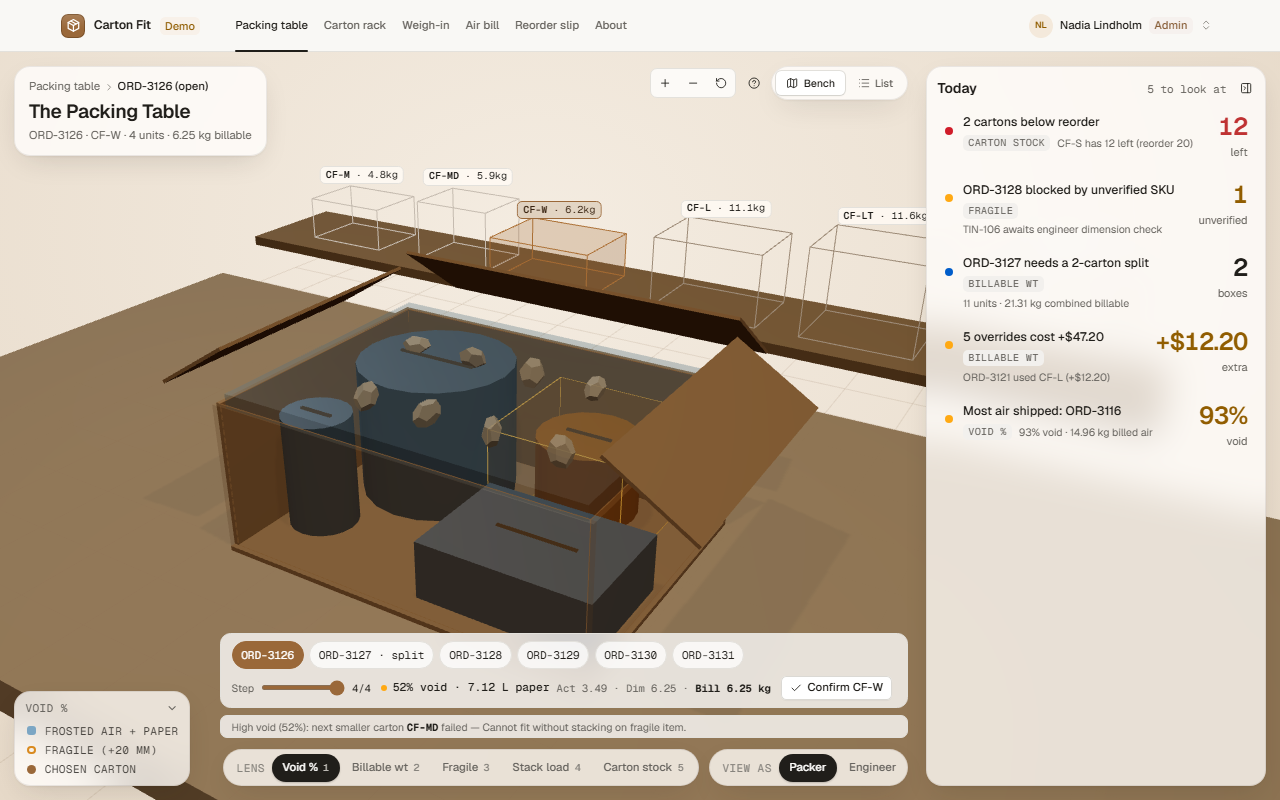 Carton Fit Demo
Packing table Carton rack Weigh-in Air bill Reorder slip About
NL Nadia Lindholm Admin
Packing table › ORD-3126 (open)
The Packing Table
ORD-3126 · CF-W · 4 units · 6.25 kg billable
Bench List
CF-M · 4.8kg
CF-MD · 5.9kg
CF-W · 6.2kg
CF-L · 11.1kg
CF-LT · 11.6kg
Today 5 to look at
2 cartons below reorder
CARTON STOCK CF-S has 12 left (reorder 20)
12
left
ORD-3128 blocked by unverified SKU
FRAGILE
TIN-106 awaits engineer dimension check
1
unverified
ORD-3127 needs a 2-carton split
BILLABLE WT
11 units · 21.31 kg combined billable
2
boxes
5 overrides cost +$47.20
BILLABLE WT
ORD-3121 used CF-L (+$12.20)
+$12.20
extra
Most air shipped: ORD-3116
VOID % 93% void · 14.96 kg billed air
93%
void
ORD-3126 ORD-3127 · split ORD-3128 ORD-3129 ORD-3130 ORD-3131
Step 4/4 52% void · 7.12 L paper Act 3.49 · Dim 6.25 · Bill 6.25 kg Confirm CF-W
High void (52%): next smaller carton CF-MD failed — Cannot fit without stacking on fragile item.
VOID %
FROSTED AIR + PAPER
FRAGILE (+20 MM)
CHOSEN CARTON
LENS Void % 1 Billable wt 2 Fragile 3 Stack load 4 Carton stock 5
VIEW AS Packer Engineer